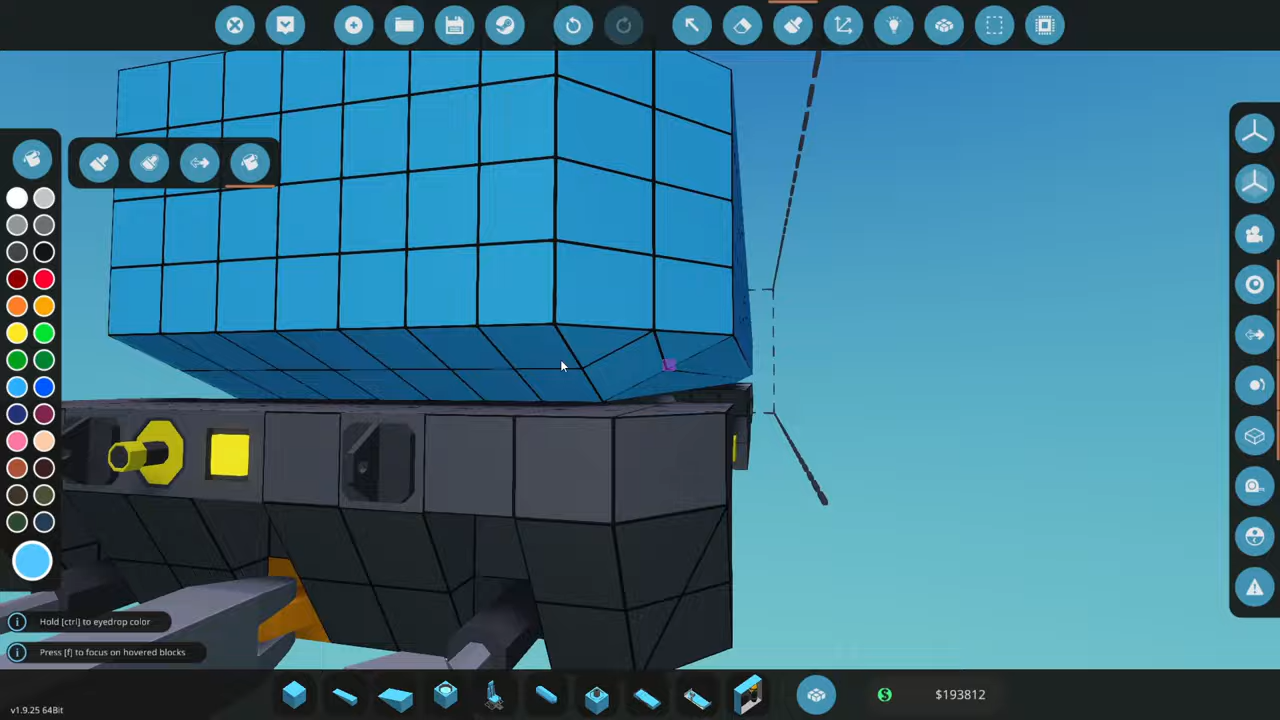 Hold [ctrl] to eyedrop color
Press [f] to focus on hovered blocks
$ $193812
v1.9.25 64Bit